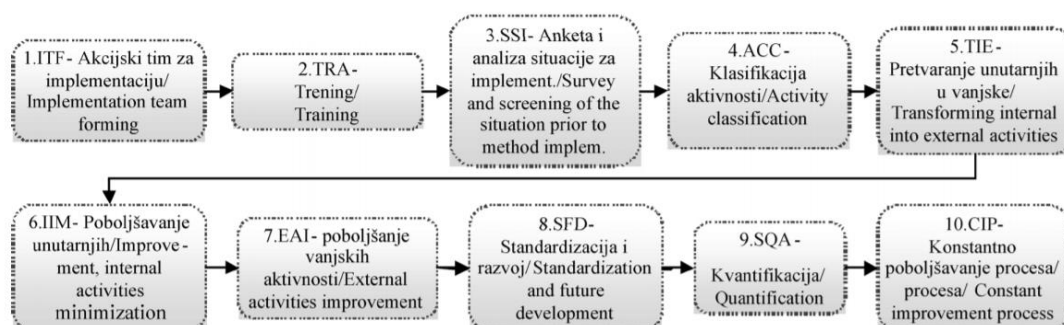 1.ITF- Akcijski tim za
implementaciju/
Implementation team
forming
2.TRA-
Trening/
Training
3.SSI- Anketa i
analiza situacije za
implement./Survey
and screening of the
situation prior to
method implem.
4.ACC-
Klasifikacija
aktivnosti/Activity
classification
5.TIE-
Pretvaranje unutarnjih
u vanjske/
Transforming internal
into external activities
6.IIM- Poboljšavanje
unutarnjih/Improve-
ment, internal
activities
minimization
7.EAI- poboljšanje
vanjskih
aktivnosti/External
activities improvement
8.SFD-
Standardizacija i
razvoj/ Standardization
and future
development
9.SQA -
Kvantifikacija/
Quantification
10.CIP-
Konstantno
poboljšavanje procesa/
procesa/ Constant
improvement process